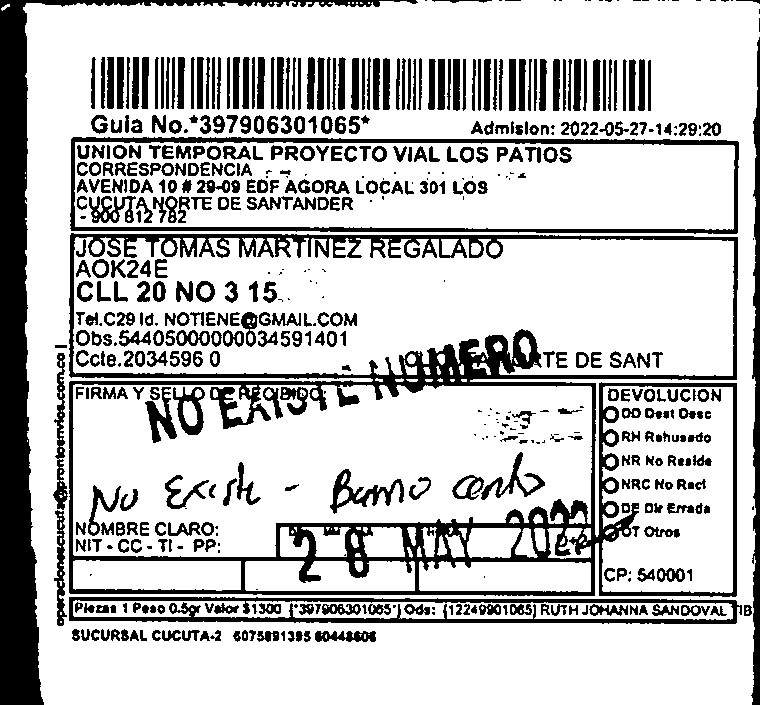 Guia No.*397906301065*
Admision: 2022-05-27-14:29:20
UNION TEMPORAL PROYECTO VIAL LOS PATIOS
CORRESPONDENCIA
AVENIDA 10 # 29-09 EDF AGORA LOCAL 301 LOS
CUCUTA NORTE DE SANTANDER
- 900 812 782
JOSE TOMAS MARTINEZ REGALADO
AOK24E
CLL 20 NO 3 15
Tel.C29 Id. NOTIENE@GMAIL.COM
Obs.54405000000034591401
Ccte.2034596 0
DE SANT
NO EXISTE NUMERO
FIRMA Y SELLO DE RECIBIDO:
No Existe - Barrio centro
NOMBRE CLARO:
NIT - CC - TI - PP:
28 MAY 2022
DEVOLUCION
DD Dest Desc
RH Rehusado
NR No Reside
NRC No Recl
DE Dir Errada
OT Otros
CP: 540001
Piezas 1 Peso 0.5gr Valor $1300 (*397906301065*) Ods: (12249901065) RUTH JOHANNA SANDOVAL TIB
SUCURSAL CUCUTA-2 6075891395 60448606
operacionescucuta@prontoenvios.com.co